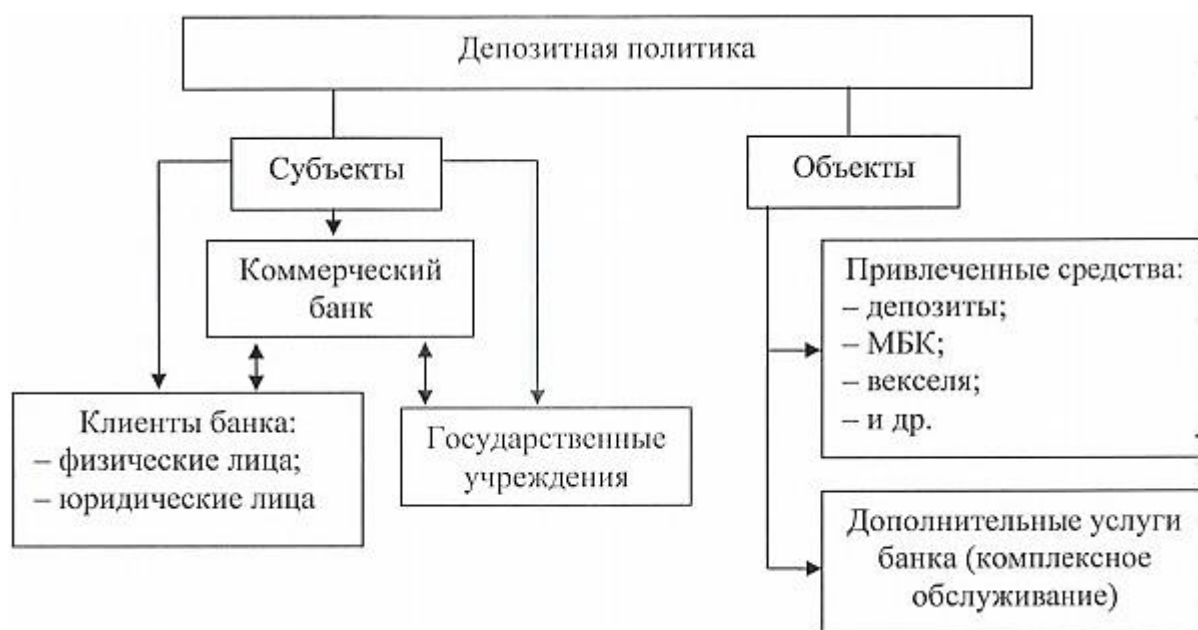 Депозитная политика
Субъекты
Объекты
Коммерческий
банк
Привлеченные средства:
– депозиты;
– МБК;
– векселя;
– и др.
Клиенты банка:
– физические лица;
– юридические лица
Государственные
учреждения
Дополнительные услуги
банка (комплексное
обслуживание)